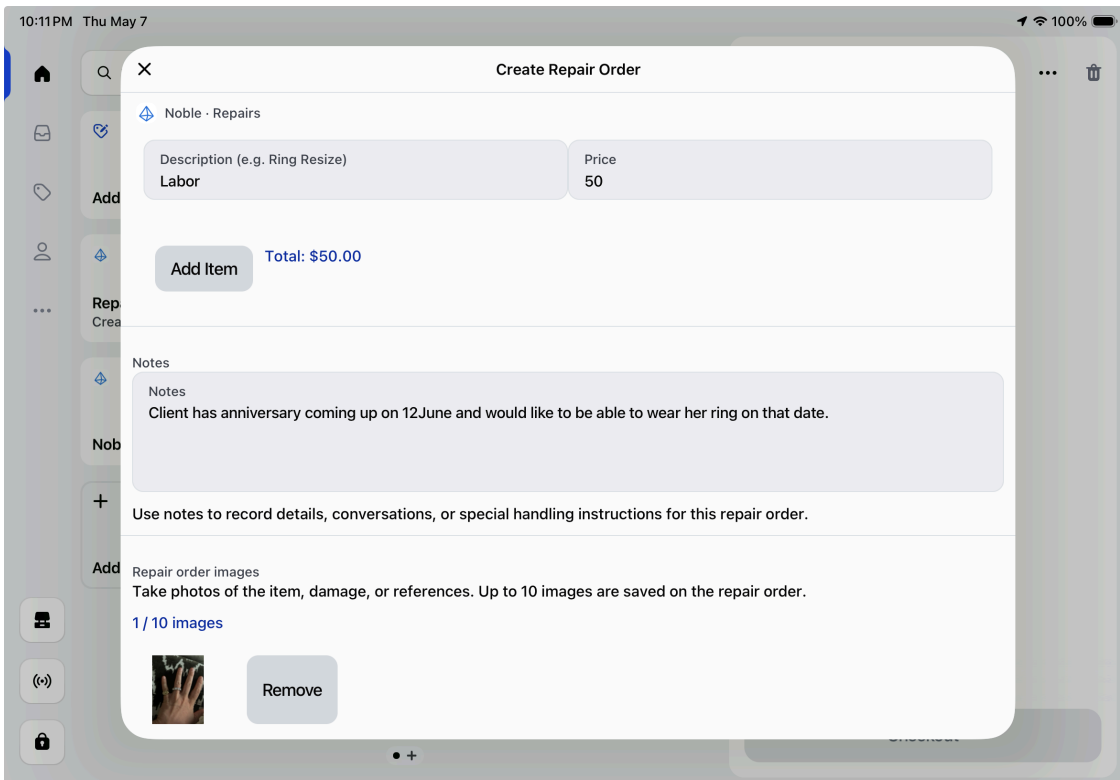 10:11 PM Thu May 7
100%
Create Repair Order
Noble · Repairs
Description (e.g. Ring Resize)
Labor
Price
50
Add Item
Total: $50.00
Notes
Notes
Client has anniversary coming up on 12June and would like to be able to wear her ring on that date.
Use notes to record details, conversations, or special handling instructions for this repair order.
Repair order images
Take photos of the item, damage, or references. Up to 10 images are saved on the repair order.
1 / 10 images
Remove
Add
Rep
Crea
Nob
Add